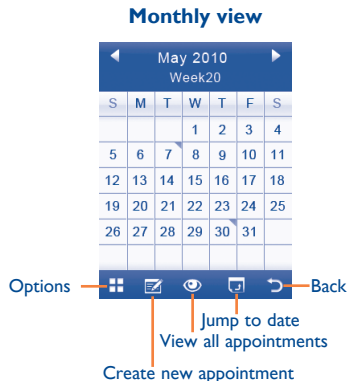 Monthly view
May 2010
Week20
S M T W T F S
1 2 3 4
5 6 7 8 9 10 11
12 13 14 15 16 17 18
19 20 21 22 23 24 25
26 27 28 29 30 31
Options
Back
Jump to date
View all appointments
Create new appointment